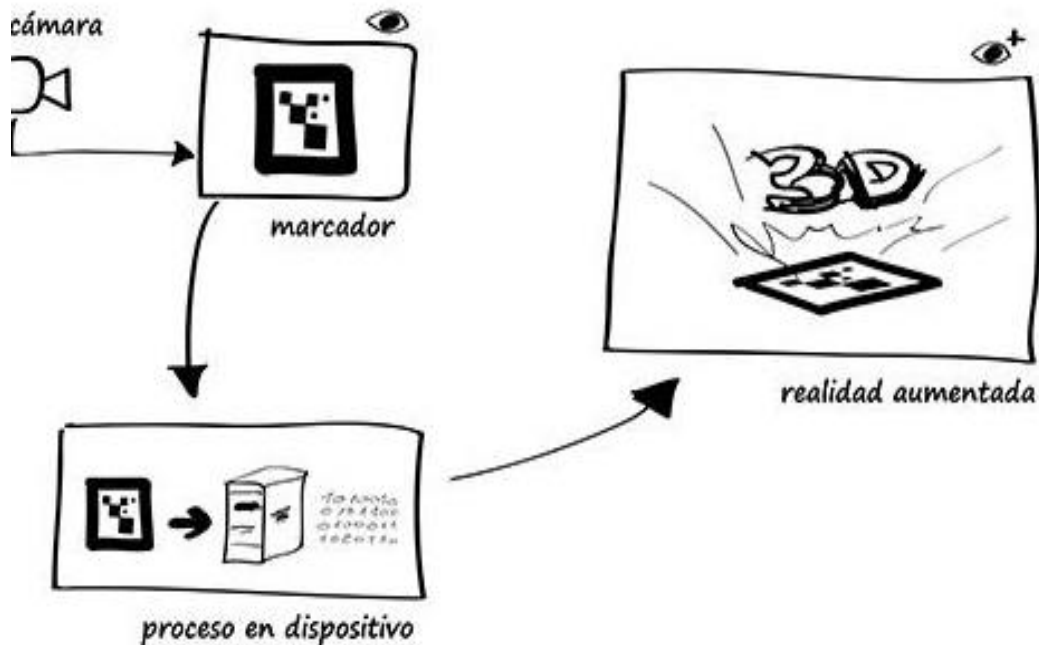 cámara
marcador
3D
realidad aumentada
proceso en dispositivo